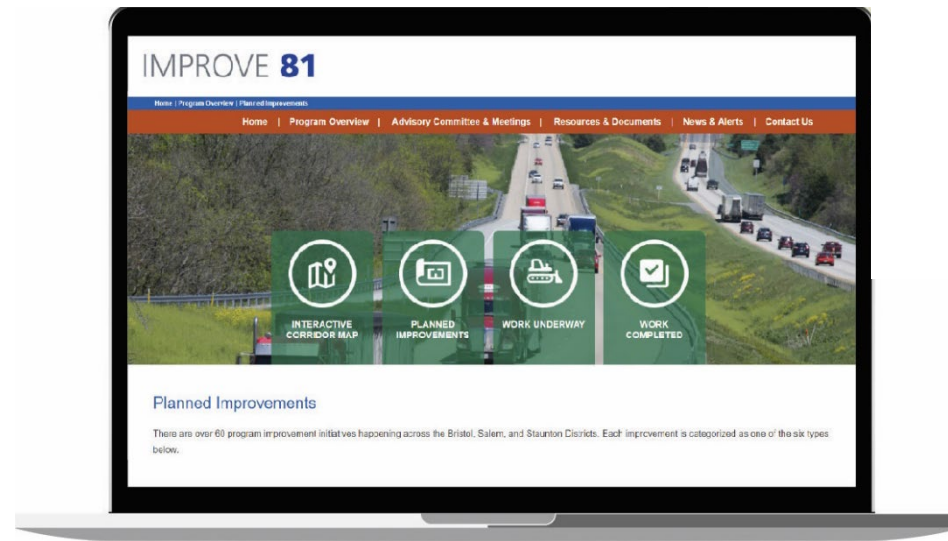 IMPROVE 81
Home | Program Overview | Planned Improvements
Home | Program Overview | Advisory Committee & Meetings | Resources & Documents | News & Alerts | Contact Us
INTERACTIVE CORRIDOR MAP
PLANNED IMPROVEMENTS
WORK UNDERWAY
WORK COMPLETED
Planned Improvements
There are over 60 program improvement initiatives happening across the Bristol, Salem, and Staunton Districts. Each improvement is categorized as one of the six types
below.